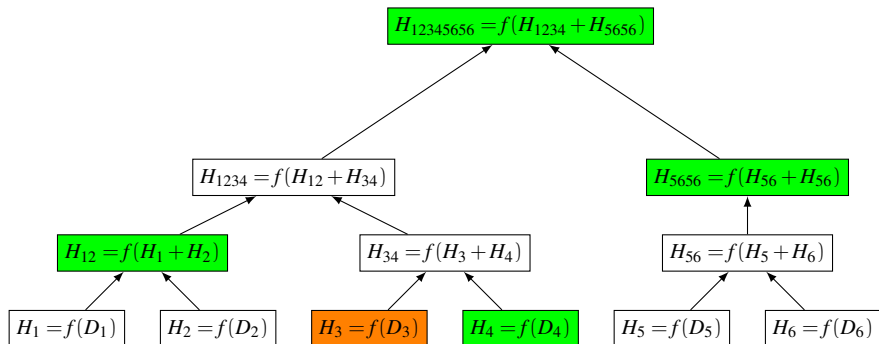 H₁₂₃₄₅₆₅₆ = f(H₁₂₃₄ + H₅₆₅₆)
H₁₂₃₄ = f(H₁₂ + H₃₄)
H₅₆₅₆ = f(H₅₆ + H₅₆)
H₁₂ = f(H₁ + H₂)
H₃₄ = f(H₃ + H₄)
H₅₆ = f(H₅ + H₆)
H₁ = f(D₁)
H₂ = f(D₂)
H₃ = f(D₃)
H₄ = f(D₄)
H₅ = f(D₅)
H₆ = f(D₆)